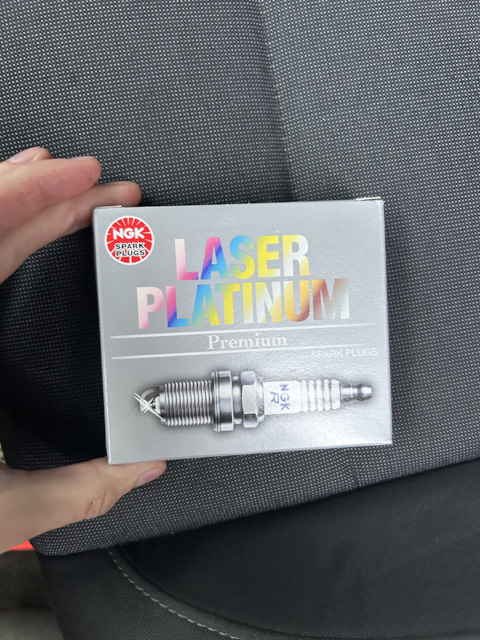 NGK
SPARK
PLUGS
LASER
PLATINUM
Premium
SPARK PLUGS
NGK
R